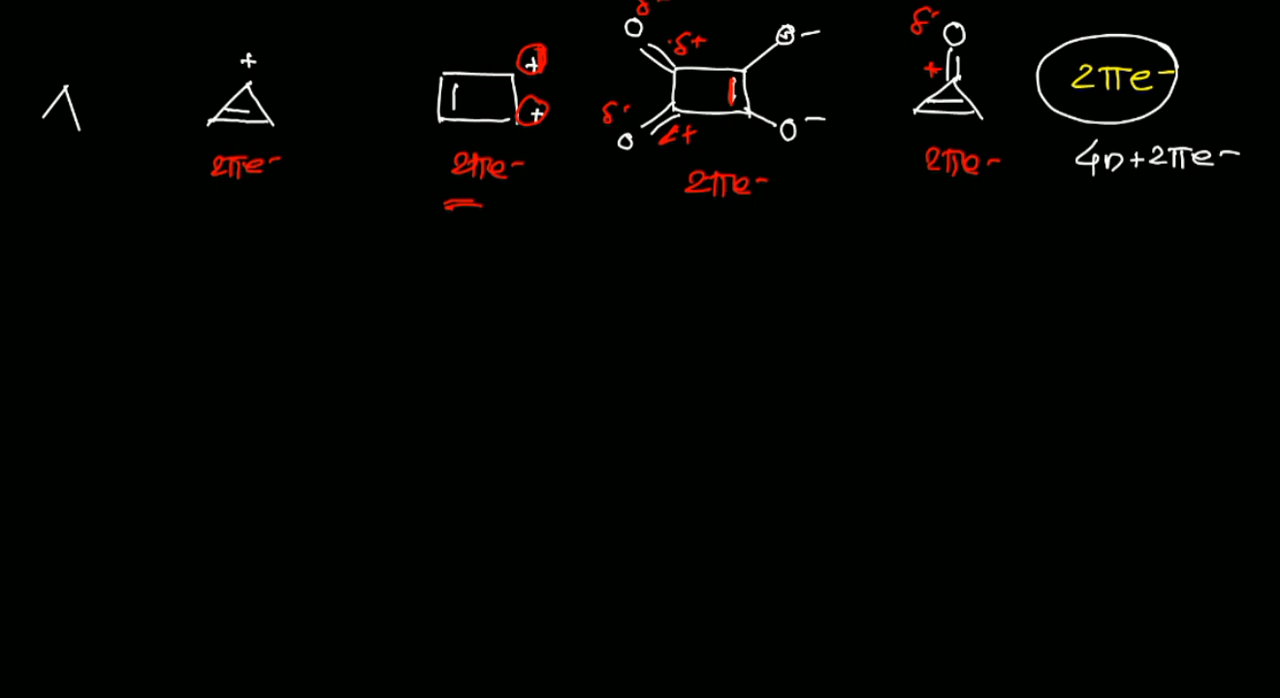 + 2πe-
+ + 2πe-
δ- O δ+ O - δ- O δ+ O - 2πe-
δ- O + 2πe-
2πe-
4n+2πe-